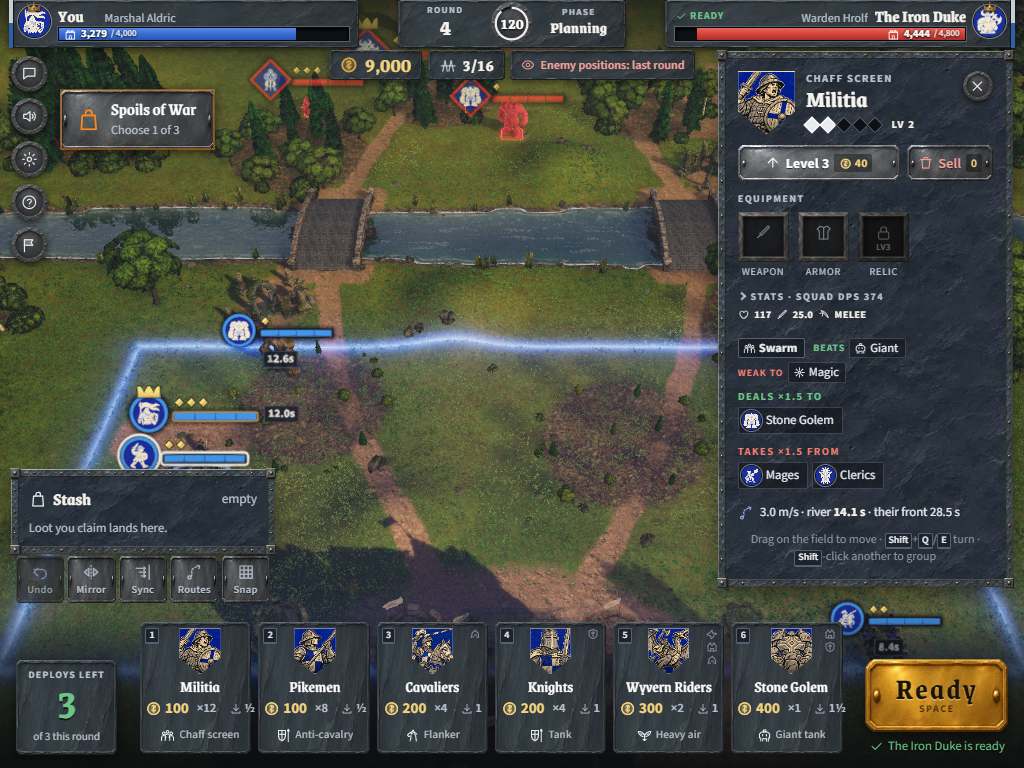 You Marshal Aldric
3,279 / 4,000
ROUND
4
120
PHASE
Planning
READY
Warden Hrolf The Iron Duke
4,444 / 4,800
9,000
3/16
Enemy positions: last round
Spoils of War
Choose 1 of 3
CHAFF SCREEN
Militia
LV 2
Level 3 40
Sell 0
EQUIPMENT
LV3
WEAPON ARMOR RELIC
STATS · SQUAD DPS 374
117 25.0 MELEE
Swarm BEATS Giant
WEAK TO Magic
DEALS ×1.5 TO
Stone Golem
TAKES ×1.5 FROM
Mages Clerics
3.0 m/s · river 14.1 s · their front 28.5 s
Drag on the field to move · Shift + Q / E turn ·
Shift -click another to group
12.6s
12.0s
Stash empty
Loot you claim lands here.
Undo Mirror Sync Routes Snap
8.4s
DEPLOYS LEFT
3
of 3 this round
1
Militia
100 ×12 ½
Chaff screen
2
Pikemen
100 ×8 ½
Anti-cavalry
3
Cavaliers
200 ×4 1
Flanker
4
Knights
200 ×4 1
Tank
5
Wyvern Riders
300 ×2 1
Heavy air
6
Stone Golem
400 ×1 1½
Giant tank
Ready
SPACE
The Iron Duke is ready